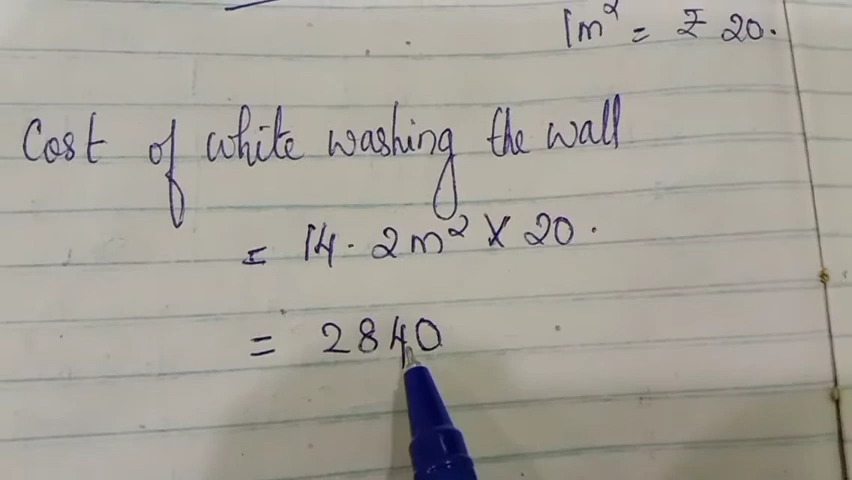 1m² = ₹ 20.
Cost of white washing the wall
= 14.2m² × 20.
= 2840